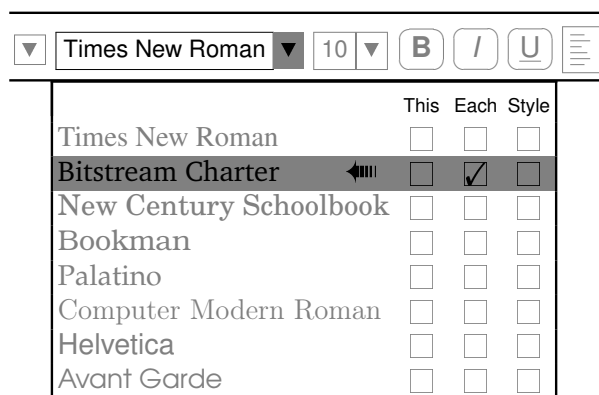 Times New Roman 10 B I U
This Each Style
Times New Roman
Bitstream Charter
New Century Schoolbook
Bookman
Palatino
Computer Modern Roman
Helvetica
Avant Garde